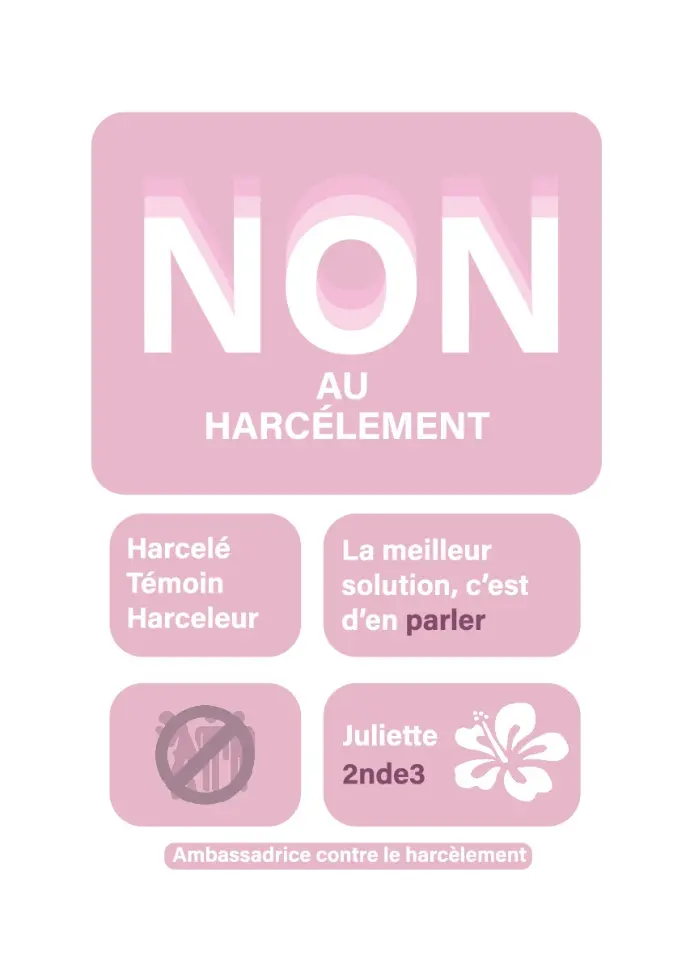 NON
AU
HARCÉLEMENT
Harcelé
Témoin
Harceleur
La meilleur
solution, c'est
d'en parler
Juliette
2nde3
Ambassadrice contre le harcèlement